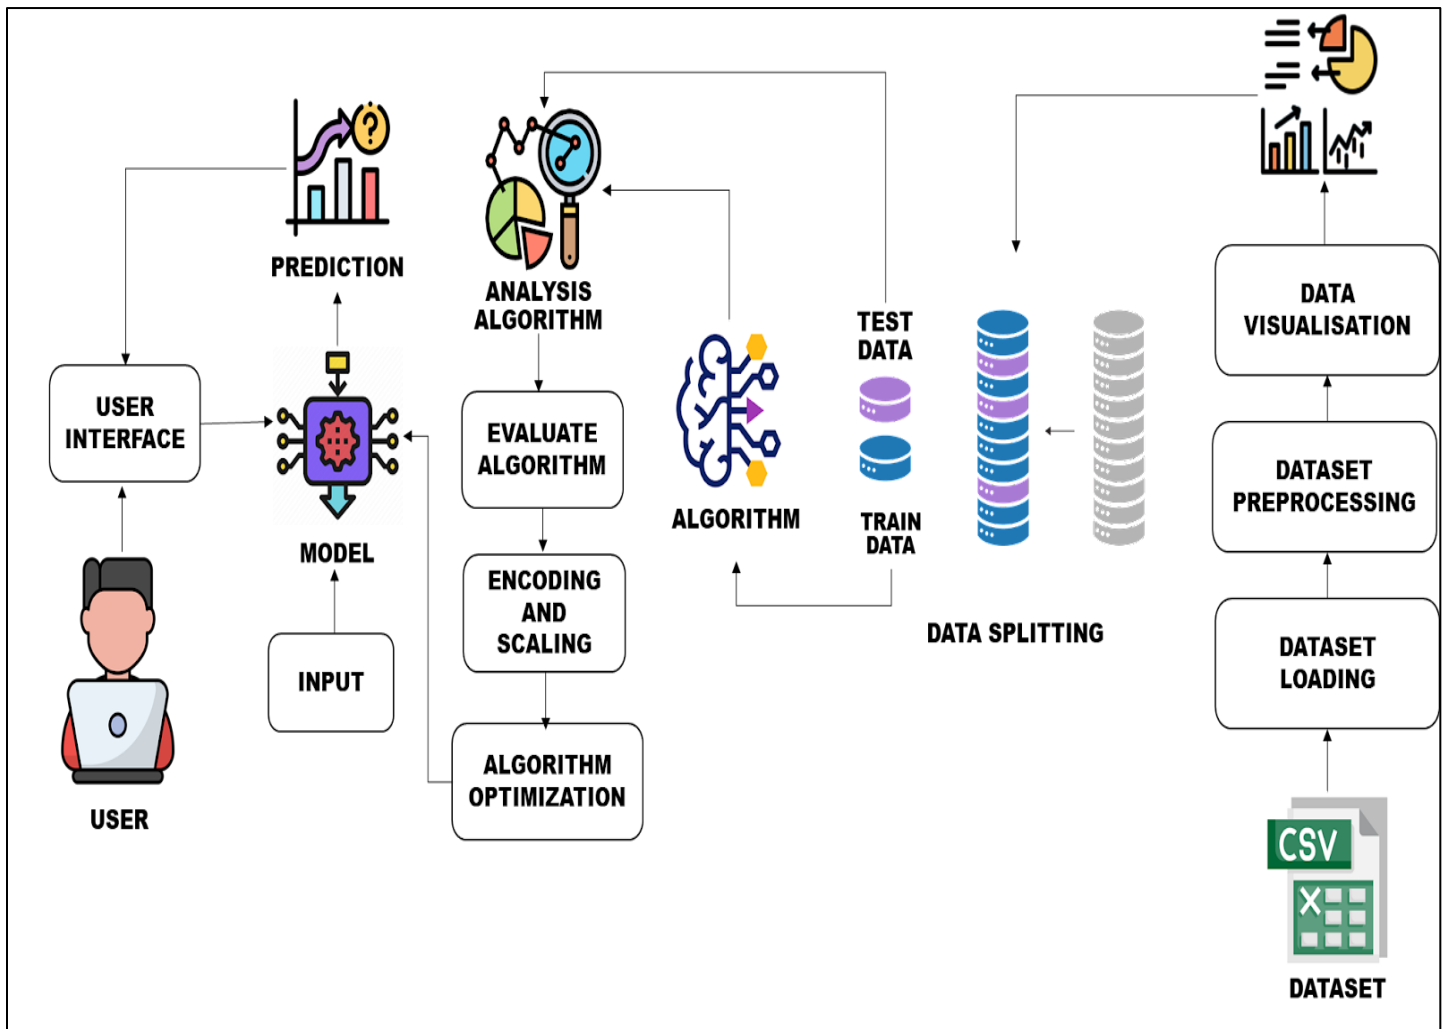 PREDICTION
ANALYSIS
ALGORITHM
USER
INTERFACE
MODEL
INPUT
USER
EVALUATE
ALGORITHM
ENCODING
AND
SCALING
ALGORITHM
OPTIMIZATION
ALGORITHM
TEST
DATA
TRAIN
DATA
DATA SPLITTING
DATA
VISUALISATION
DATASET
PREPROCESSING
DATASET
LOADING
CSV
X
DATASET
?